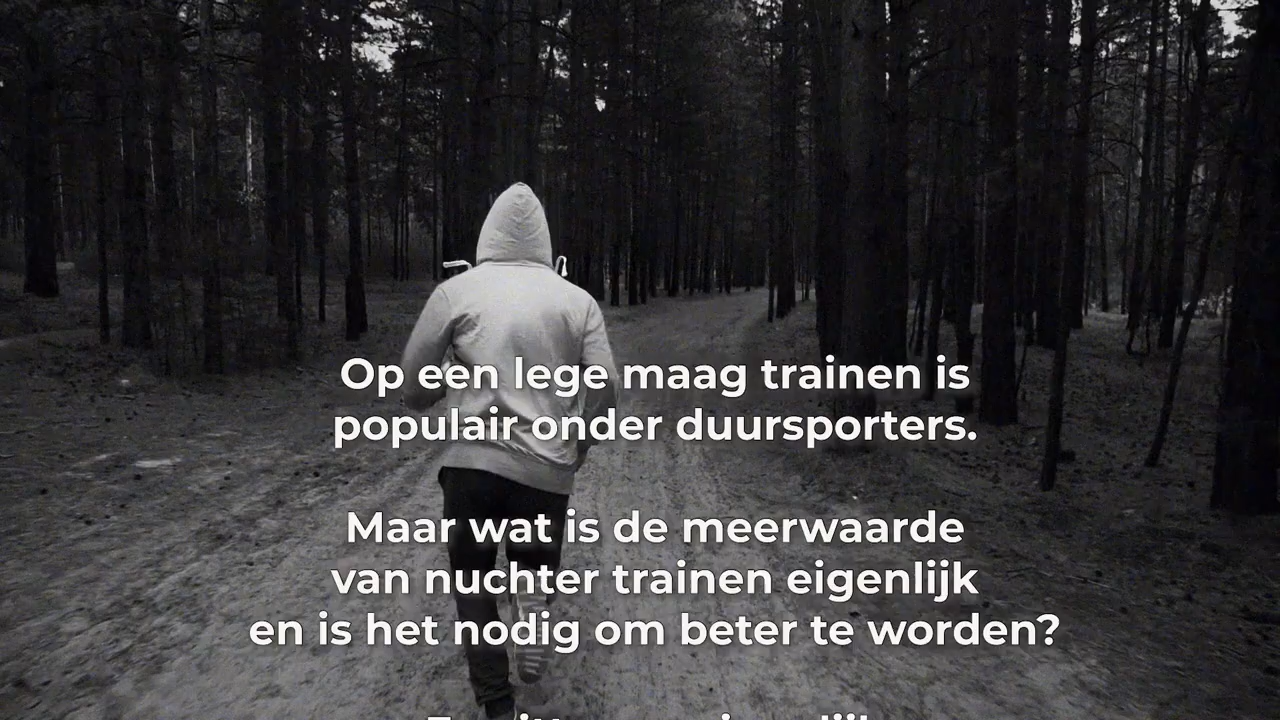 Op een lege maag trainen is
populair onder duursporters.
Maar wat is de meerwaarde
van nuchter trainen eigenlijk
en is het nodig om beter te worden?